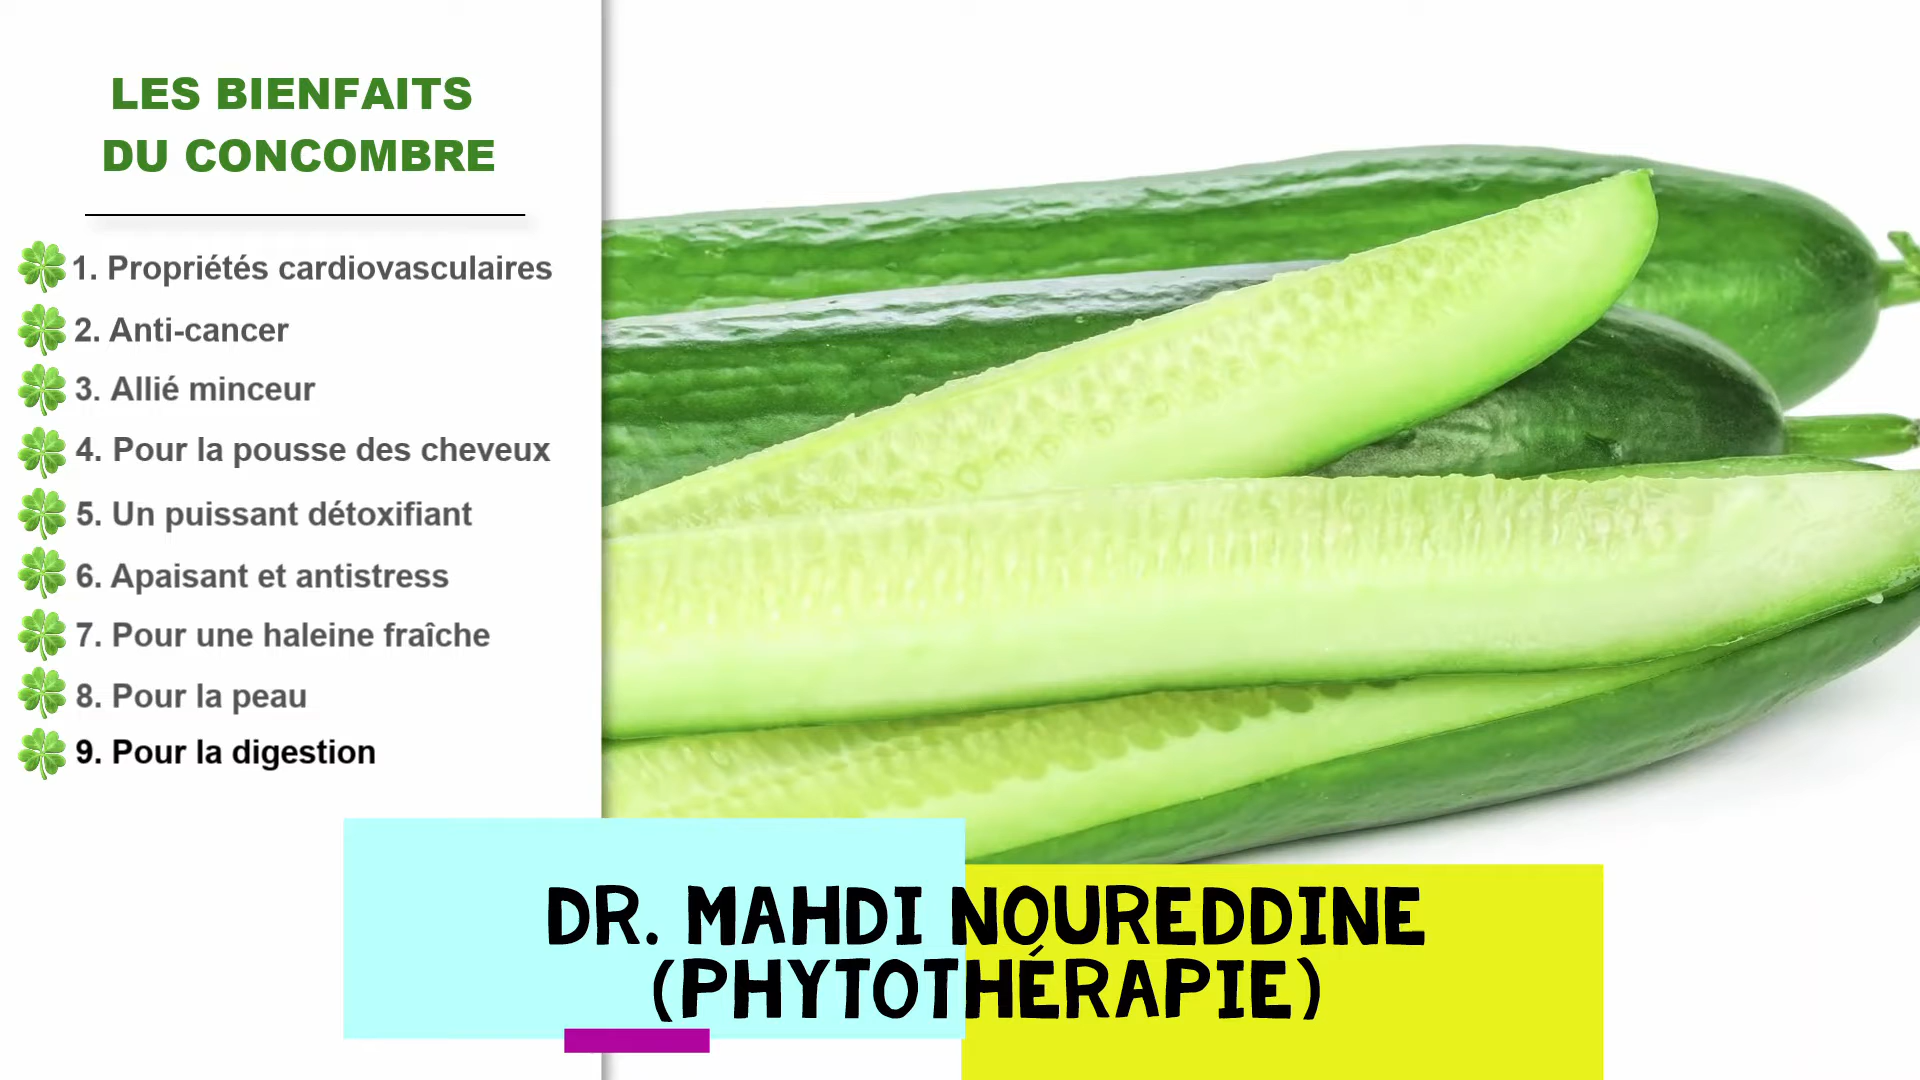 LES BIENFAITS
DU CONCOMBRE
1. Propriétés cardiovasculaires
2. Anti-cancer
3. Allié minceur
4. Pour la pousse des cheveux
5. Un puissant détoxifiant
6. Apaisant et antistress
7. Pour une haleine fraîche
8. Pour la peau
9. Pour la digestion
DR. MAHDI NOUREDDINE
(PHYTOTHÉRAPIE)